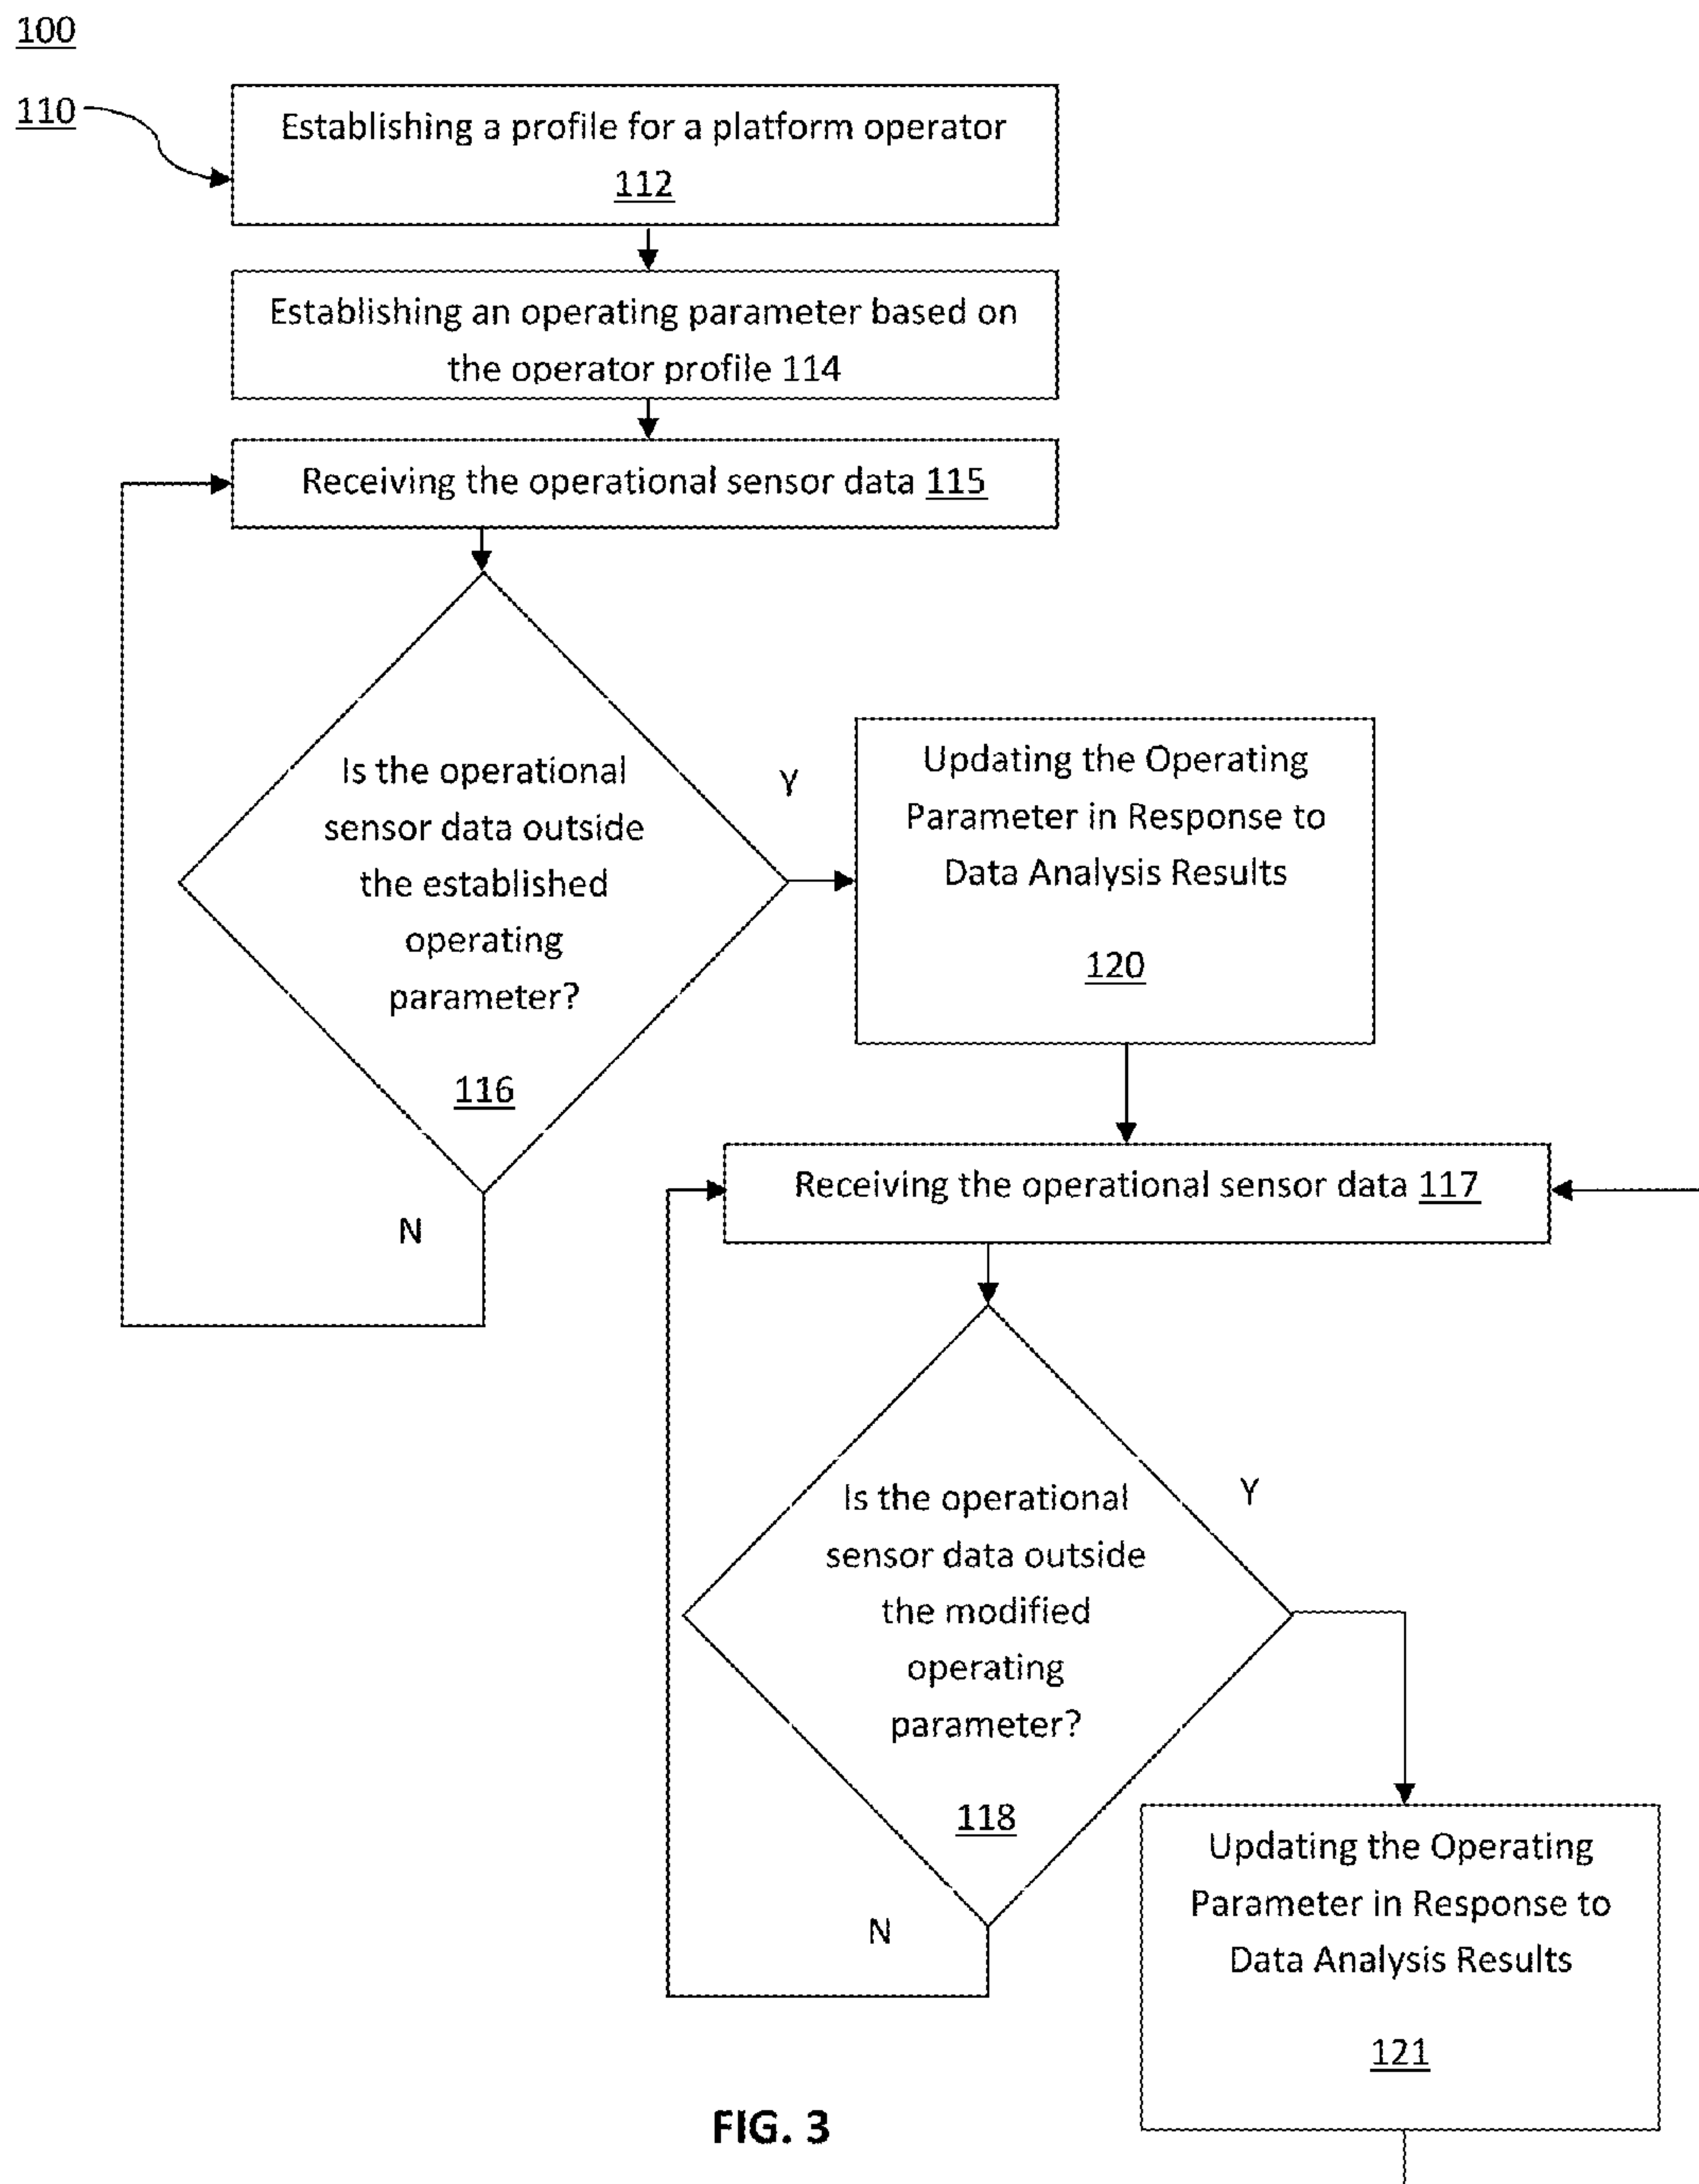 100
110
Establishing a profile for a platform operator
112
Establishing an operating parameter based on
the operator profile 114
Receiving the operational sensor data 115
Is the operational
sensor data outside
the established
operating
parameter?
116
Y
N
Updating the Operating
Parameter in Response to
Data Analysis Results
120
Receiving the operational sensor data 117
Is the operational
sensor data outside
the modified
operating
parameter?
118
Y
N
Updating the Operating
Parameter in Response to
Data Analysis Results
121
FIG. 3